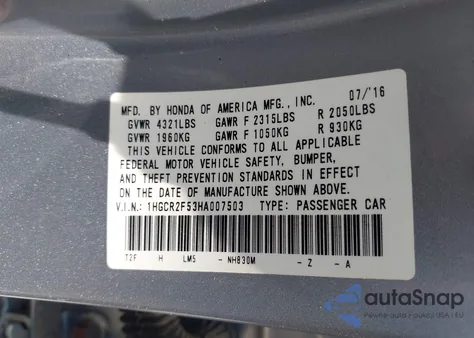 MFD. BY HONDA OF AMERICA MFG., INC. 07/'16
GVWR 4321LBS GAWR F 2315LBS R 2050LBS
GVWR 1960KG GAWR F 1050KG R 930KG
THIS VEHICLE CONFORMS TO ALL APPLICABLE
FEDERAL MOTOR VEHICLE SAFETY, BUMPER,
AND THEFT PREVENTION STANDARDS IN EFFECT
ON THE DATE OF MANUFACTURE SHOWN ABOVE.
V.I.N.: 1HGCR2F53HA007503 TYPE: PASSENGER CAR
T2F H LM5 - NH830M - Z - A
autoSnap